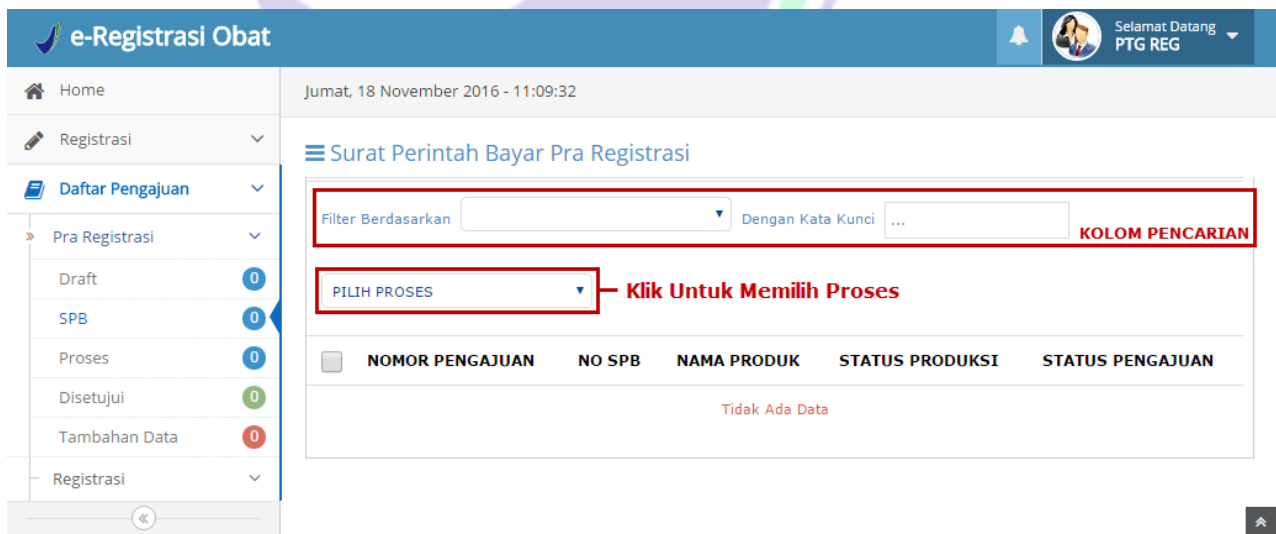 e-Registrasi Obat
Selamat Datang
PTG REG
Home
Jumat, 18 November 2016 - 11:09:32
Registrasi
Surat Perintah Bayar Pra Registrasi
Daftar Pengajuan
Filter Berdasarkan
Dengan Kata Kunci ...
KOLOM PENCARIAN
Pra Registrasi
Draft 0
PILIH PROSES
Klik Untuk Memilih Proses
SPB 0
Proses 0
NOMOR PENGAJUAN NO SPB NAMA PRODUK STATUS PRODUKSI STATUS PENGAJUAN
Disetujui 0
Tidak Ada Data
Tambahan Data 0
Registrasi